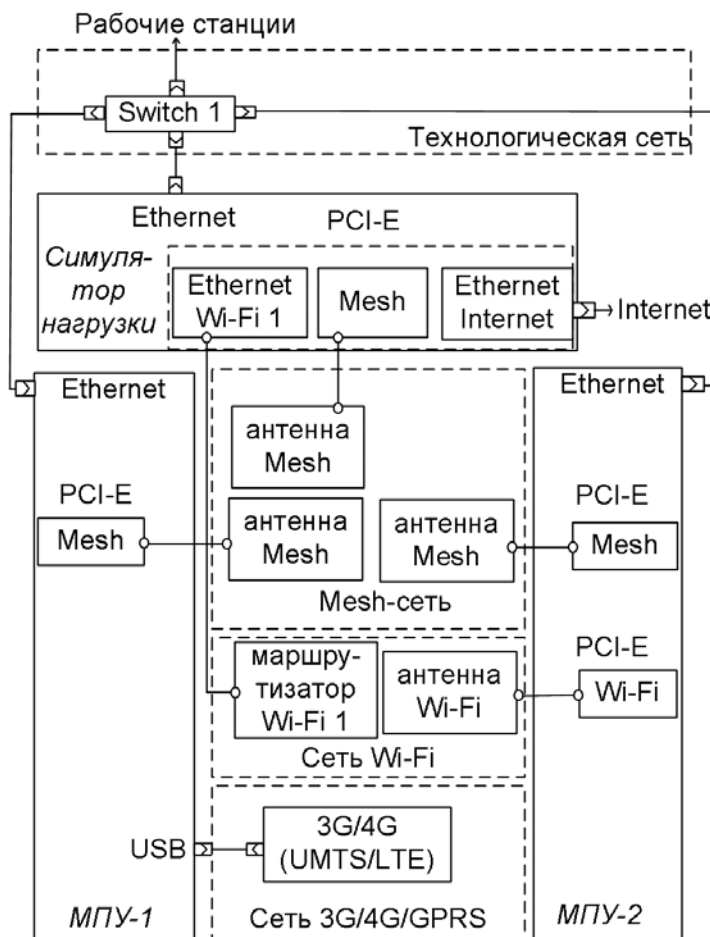 Рабочие станции
Switch 1
Технологическая сеть
Ethernet
PCI-E
Симуля-
тор
нагрузки
Ethernet
Wi-Fi 1
Mesh
Ethernet
Internet
Internet
Ethernet
Ethernet
антенна
Mesh
PCI-E
Mesh
антенна
Mesh
антенна
Mesh
PCI-E
Mesh
Mesh-сеть
маршру-
тизатор
Wi-Fi 1
антенна
Wi-Fi
PCI-E
Wi-Fi
Сеть Wi-Fi
USB
3G/4G
(UMTS/LTE)
МПУ-1
Сеть 3G/4G/GPRS
МПУ-2